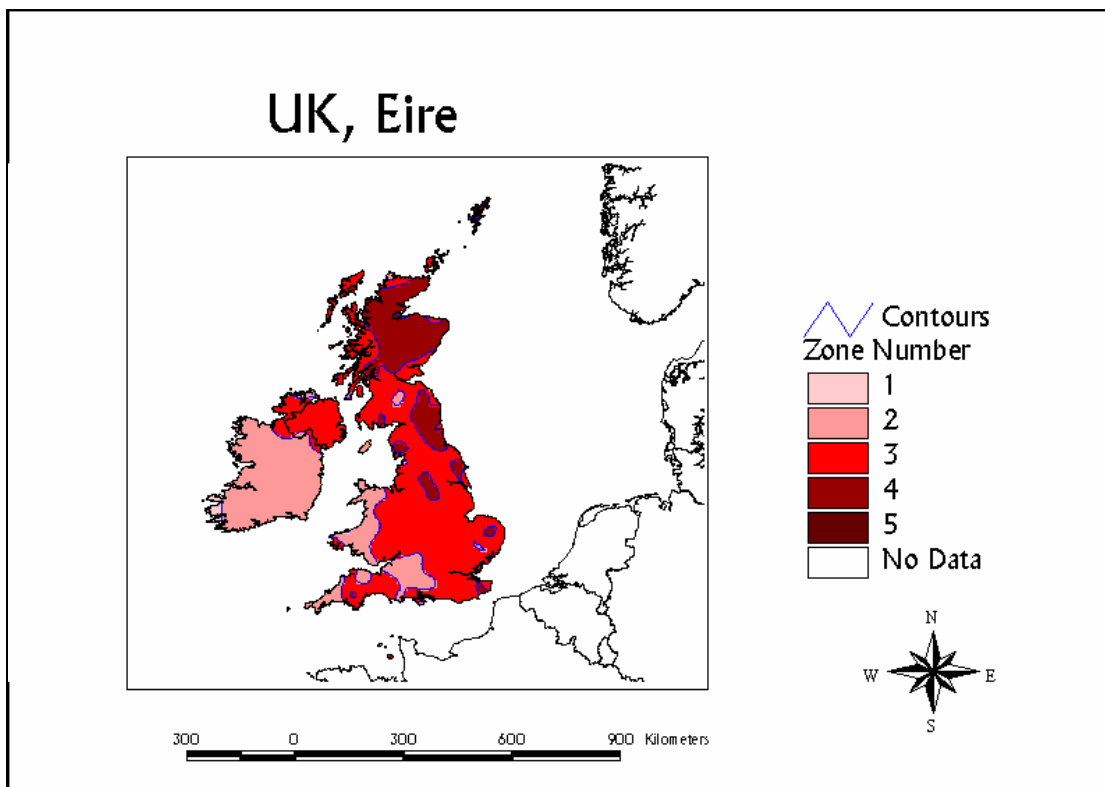 UK, Eire
Contours
Zone Number
1
2
3
4
5
No Data
N
W E
S
300 0 300 600 900 Kilometers